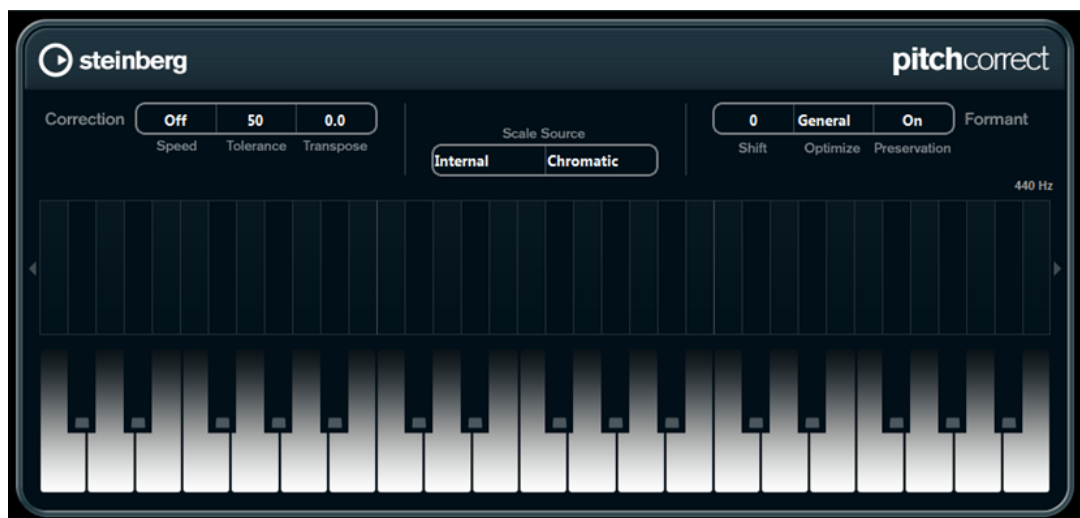 steinberg
pitchcorrect
Correction Off 50 0.0
Speed Tolerance Transpose
Scale Source
Internal Chromatic
0 General On Formant
Shift Optimize Preservation
440 Hz